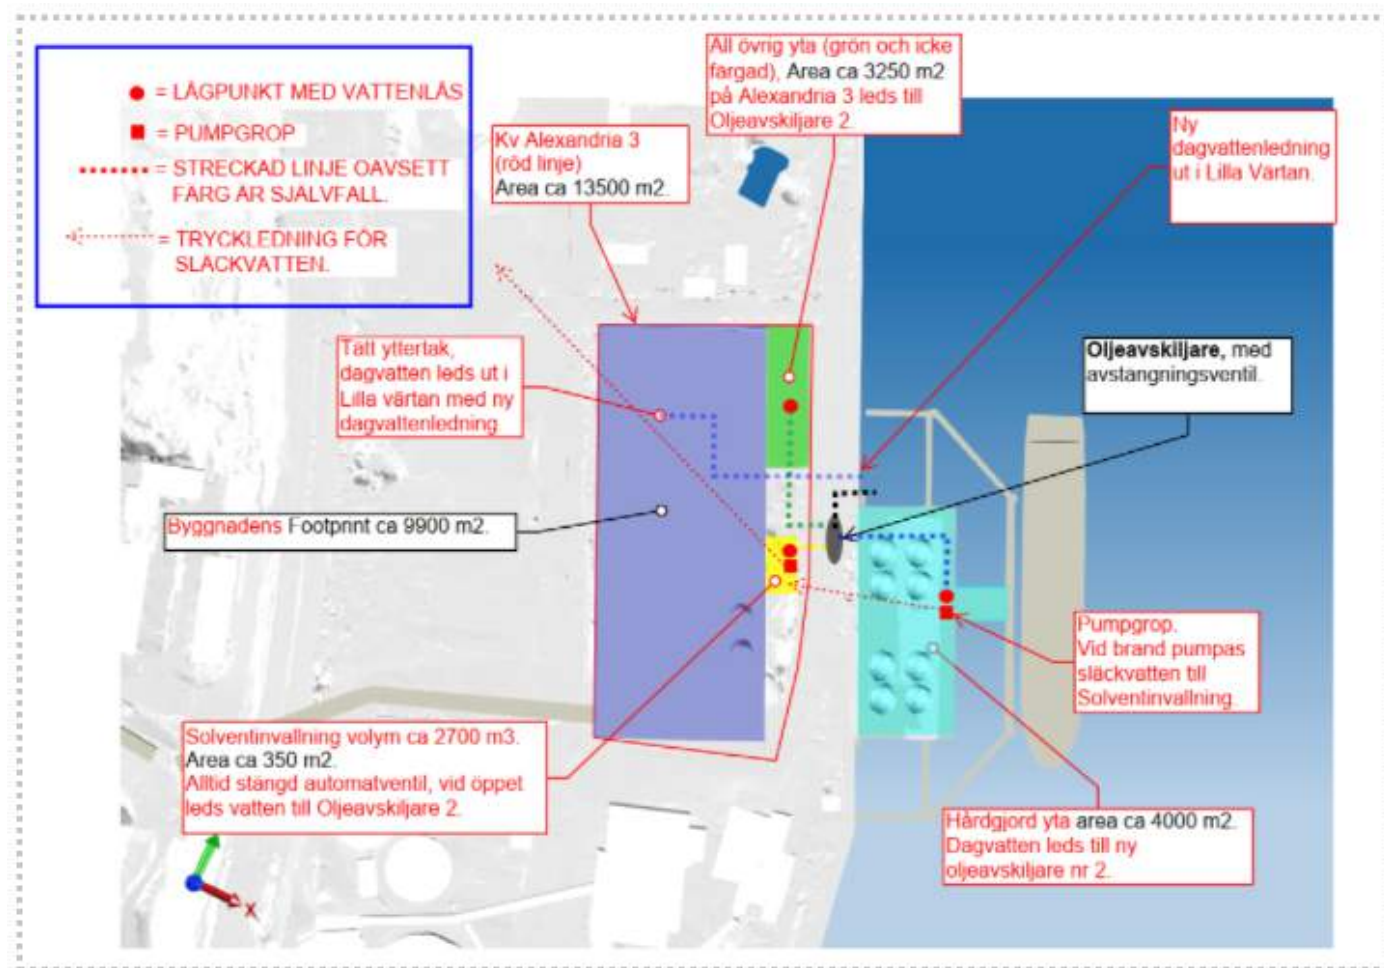 = LÅGPUNKT MED VATTENLÅS
= PUMPGROP
= STRECKAD LINJE OAVSETT
FÄRG ÄR SJÄLVFALL.
= TRYCKLEDNING FÖR
SLÄCKVATTEN.
All övrig yta (grön och icke
färgad), Area ca 3250 m2
på Alexandria 3 leds till
Oljeavskiljare 2.
Kv Alexandria 3
(röd linje)
Area ca 13500 m2.
Ny
dagvattenledning
ut i Lilla Värtan.
Tätt yttertak,
dagvatten leds ut i
Lilla värtan med ny
dagvattenledning
Oljeavskiljare, med
avstängningsventil.
Byggnadens Footprint ca 9900 m2.
Pumpgrop.
Vid brand pumpas
släckvatten till
Solventinvallning.
Solventinvallning volym ca 2700 m3.
Area ca 350 m2.
Alltid stängd automatventil, vid öppet
leds vatten till Oljeavskiljare 2.
Hårdgjord yta area ca 4000 m2.
Dagvatten leds till ny
oljeavskiljare nr 2.
X